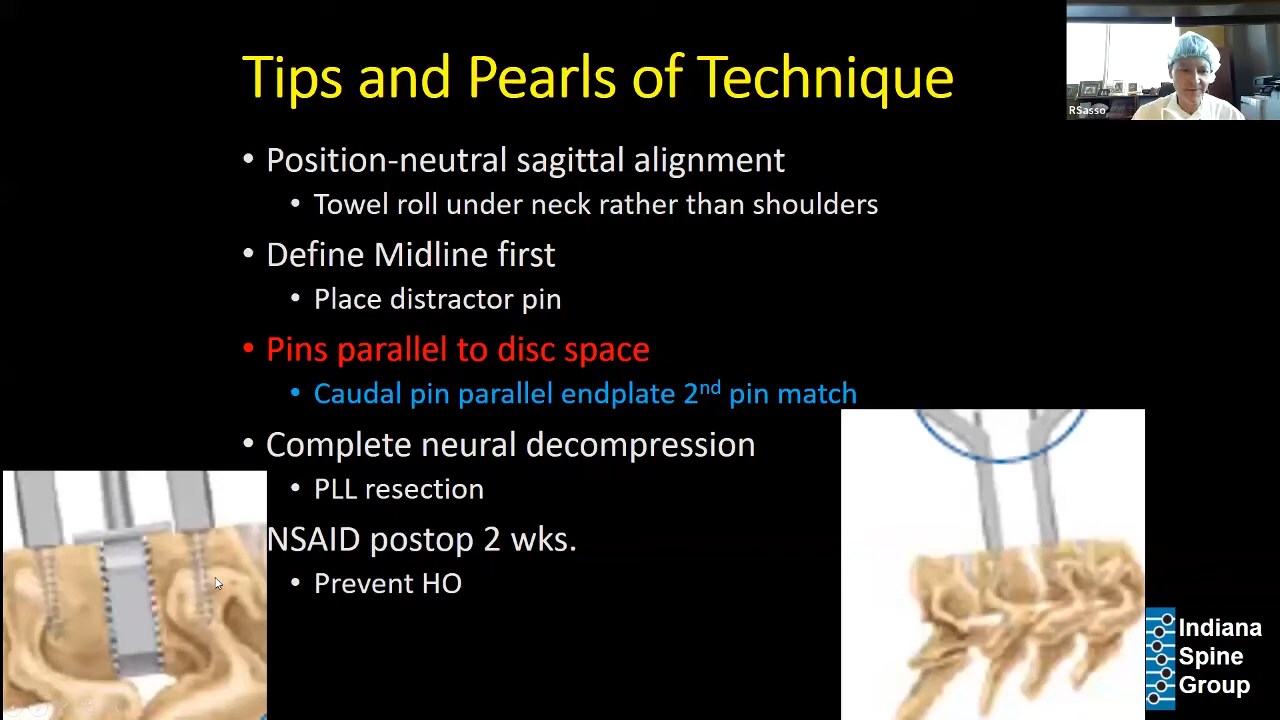 Tips and Pearls of Technique
RSasso
• Position-neutral sagittal alignment
• Towel roll under neck rather than shoulders
• Define Midline first
• Place distractor pin
• Pins parallel to disc space
• Caudal pin parallel endplate 2nd pin match
• Complete neural decompression
• PLL resection
NSAID postop 2 wks.
• Prevent HO
Indiana
Spine
Group